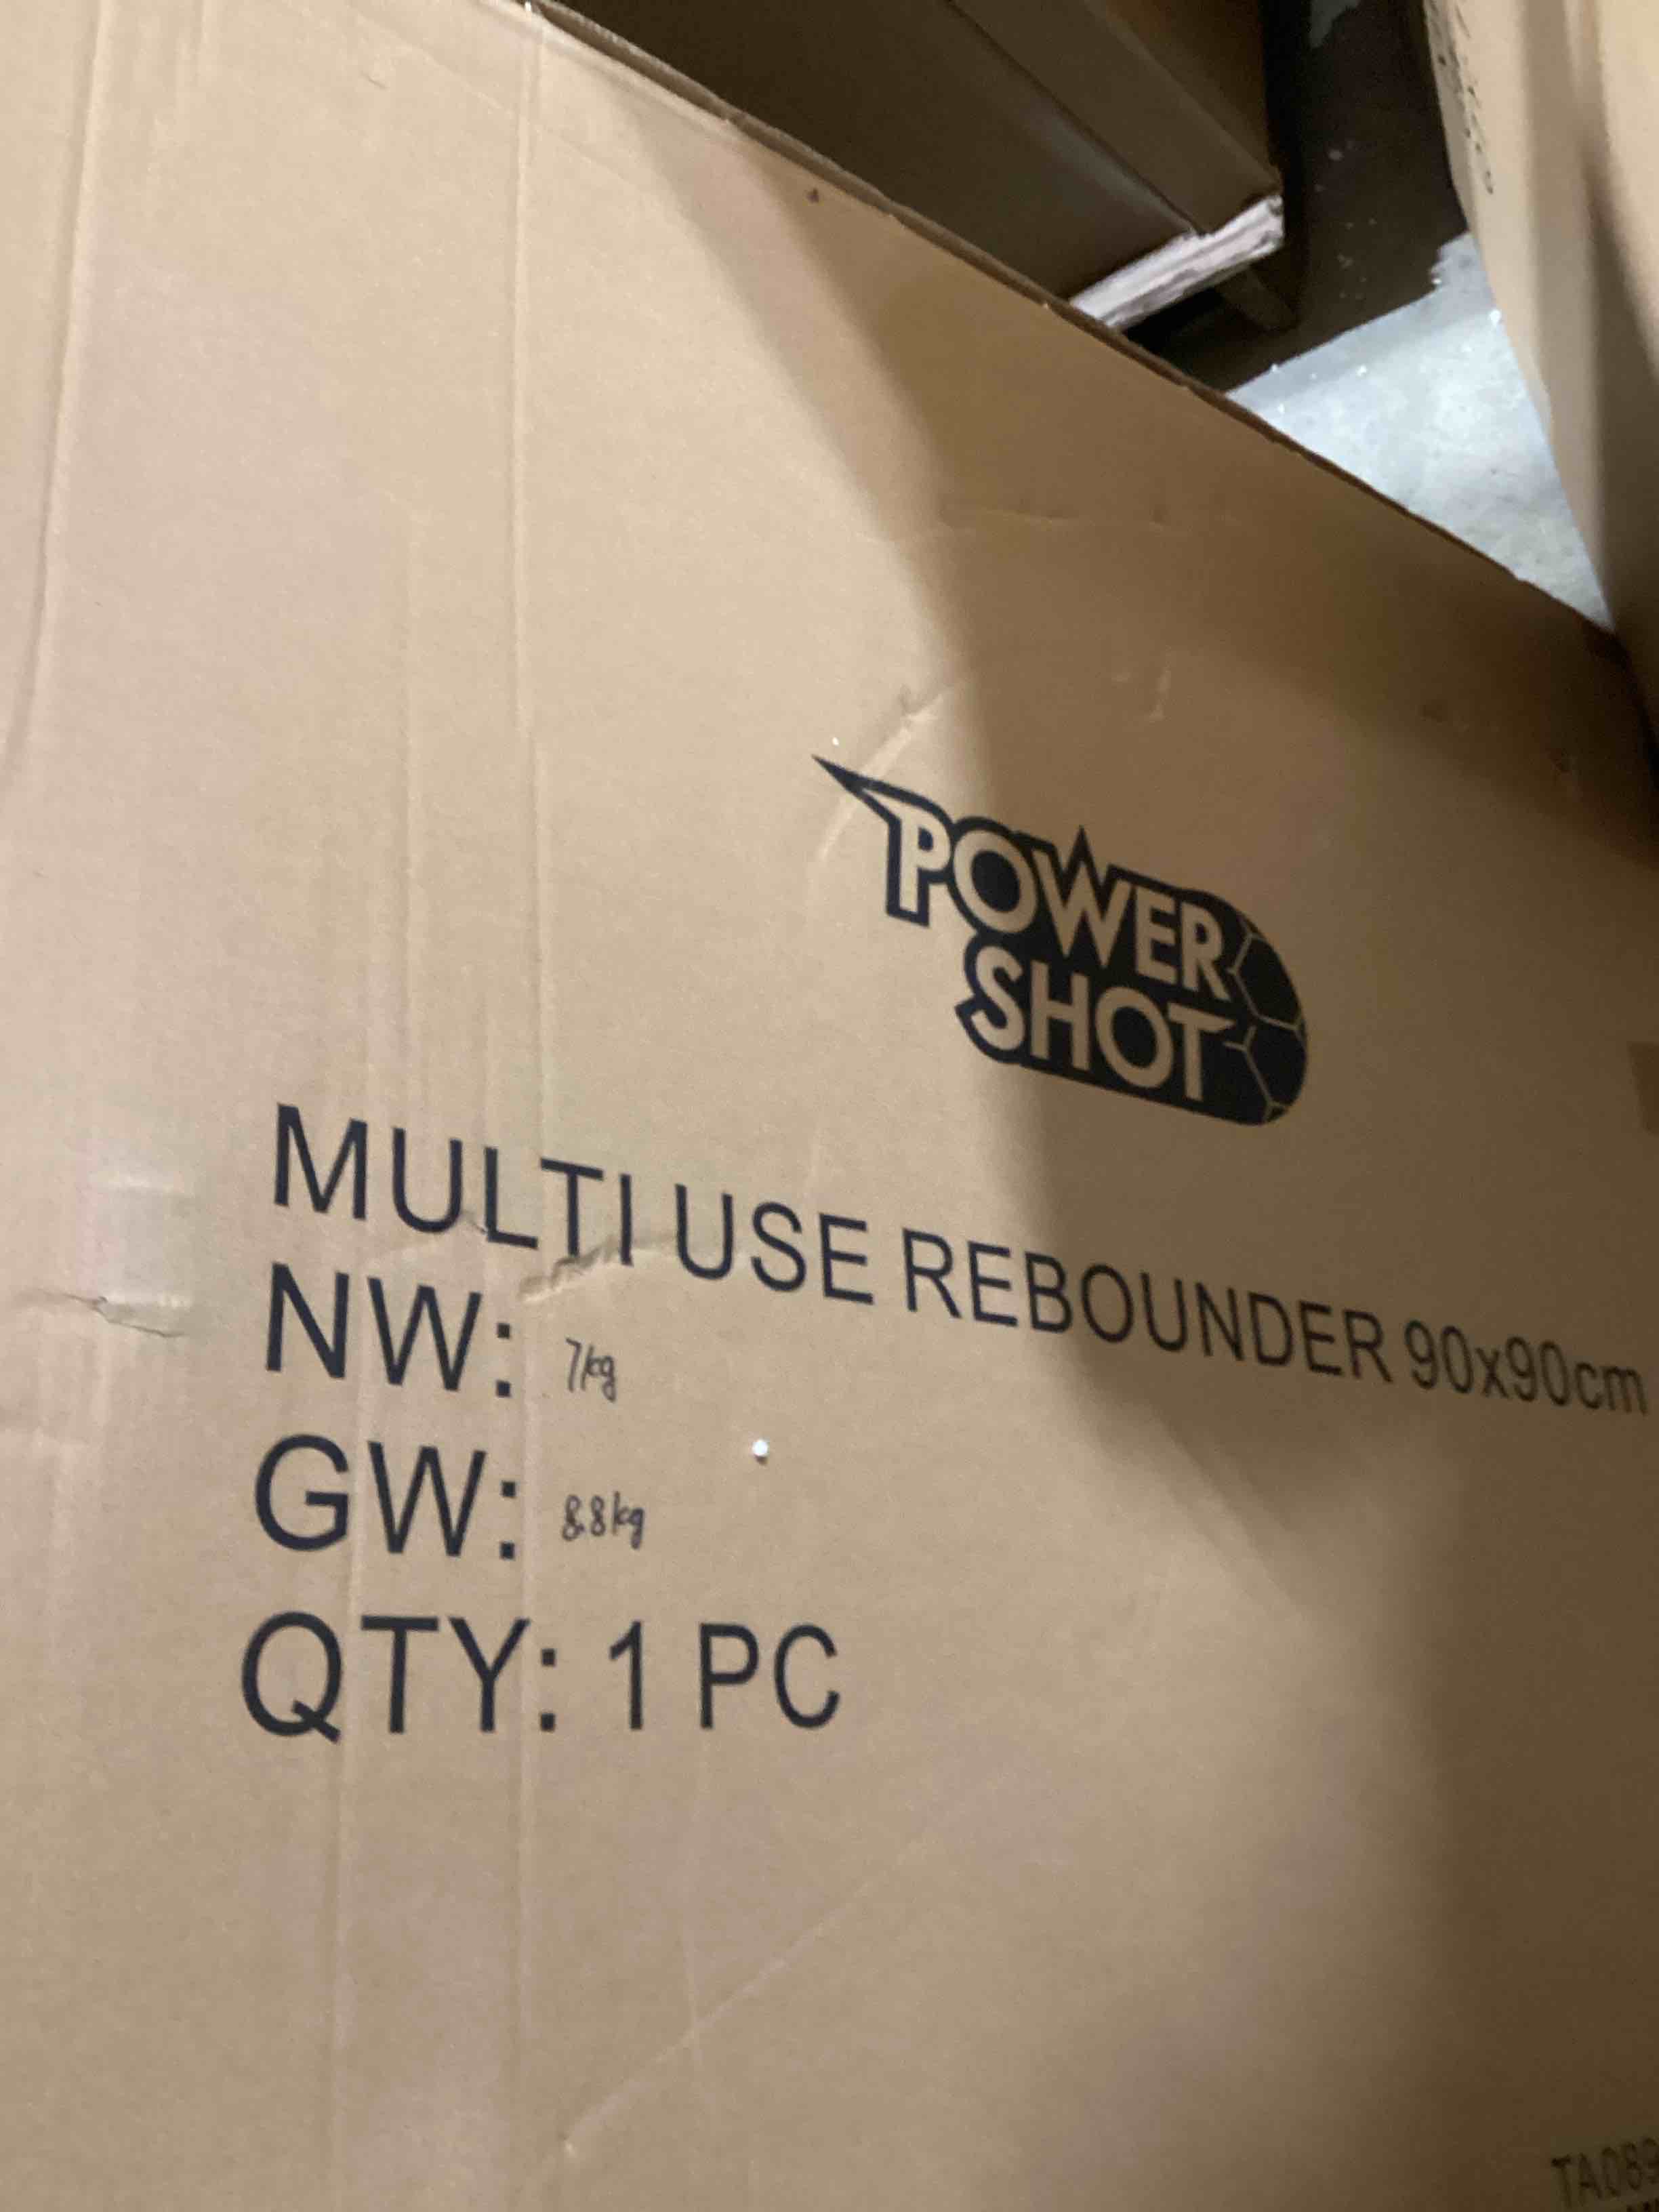 POWER
SHOT
MULTI USE REBOUNDER 90x90cm
NW: 7kg
GW: 8.8kg
QTY: 1 PC